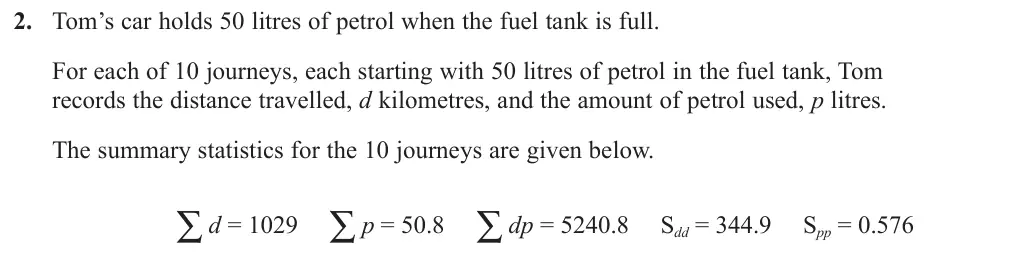 2. Tom’s car holds 50 litres of petrol when the fuel tank is full.
For each of 10 journeys, each starting with 50 litres of petrol in the fuel tank, Tom
records the distance travelled, d kilometres, and the amount of petrol used, p litres.
The summary statistics for the 10 journeys are given below.
∑ d = 1029 ∑ p = 50.8 ∑ dp = 5240.8 S_dd = 344.9 S_pp = 0.576